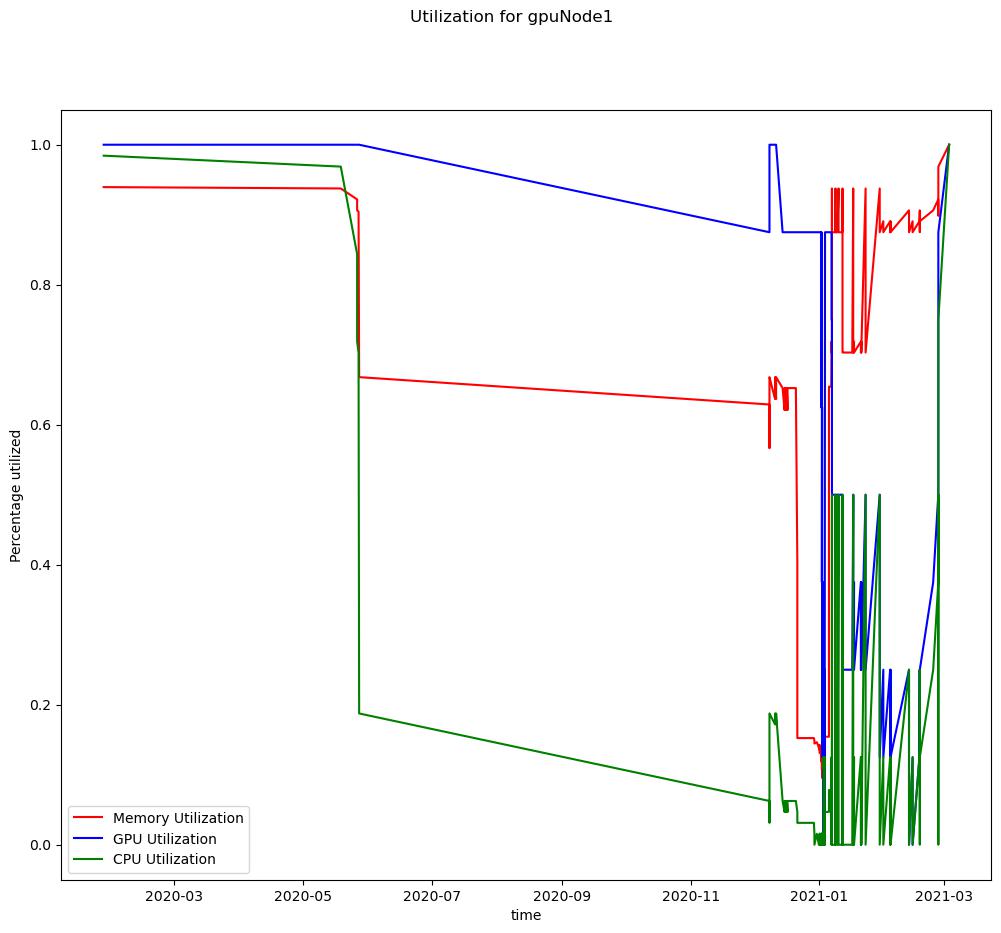 Utilization for gpuNode1
1.0
0.8
0.6
0.4
0.2
0.0
Percentage utilized
Memory Utilization
GPU Utilization
CPU Utilization
2020-03 2020-05 2020-07 2020-09 2020-11 2021-01 2021-03
time